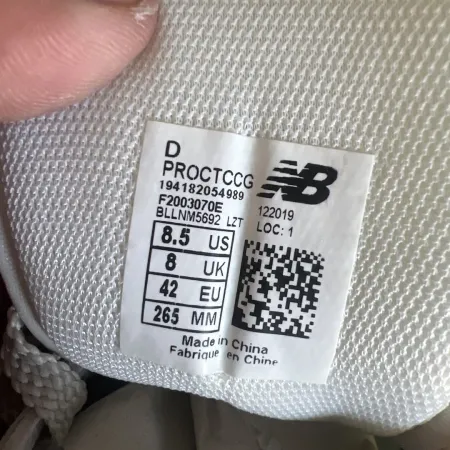 D
PROCTCCG
194182054989
F2003070E
BLLNM5692 LZT
NB
122019
LOC: 1
8.5 US
8 UK
42 EU
265 MM
Made in China
Fabriqué en Chine